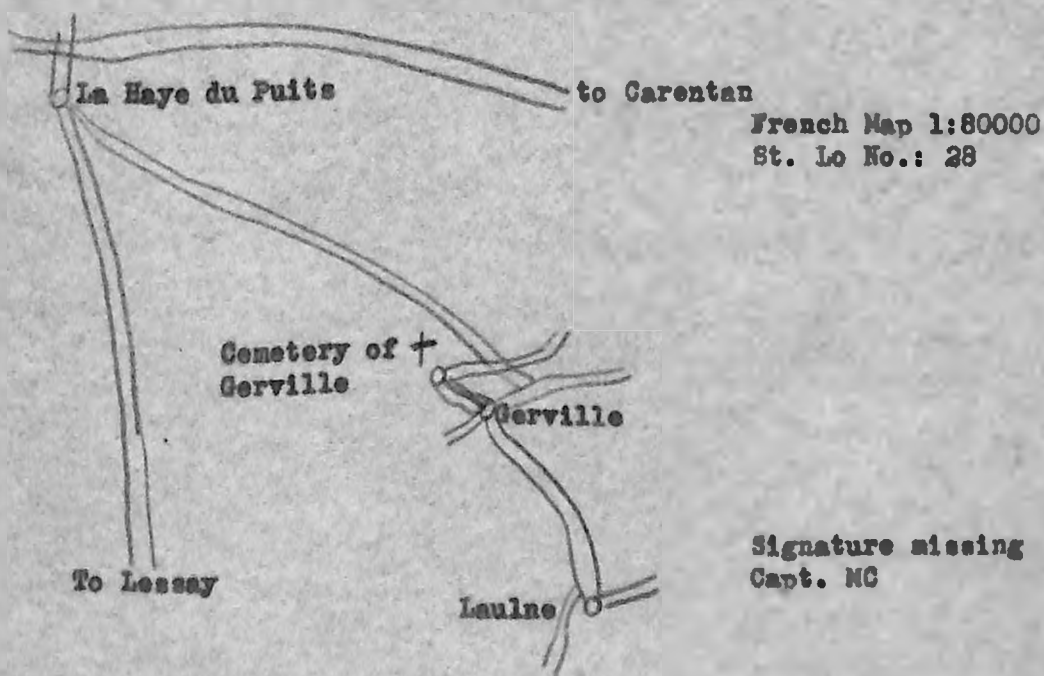 La Haye du Puits
to Carentan
French Map 1:80000
St. Lo No.: 28
Cemetery of
Gerville
Gerville
To Lessay
Laulne
Signature missing
Capt. MC